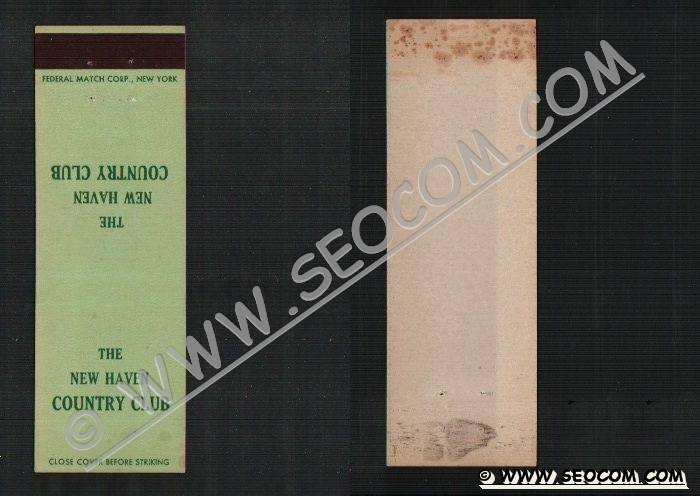 FEDERAL MATCH CORP., NEW YORK
THE
NEW HAVEN
COUNTRY CLUB
THE
NEW HAVEN
COUNTRY CLUB
CLOSE COVER BEFORE STRIKING
© WWW.SEOCOM.COM
© WWW.SEOCOM.COM